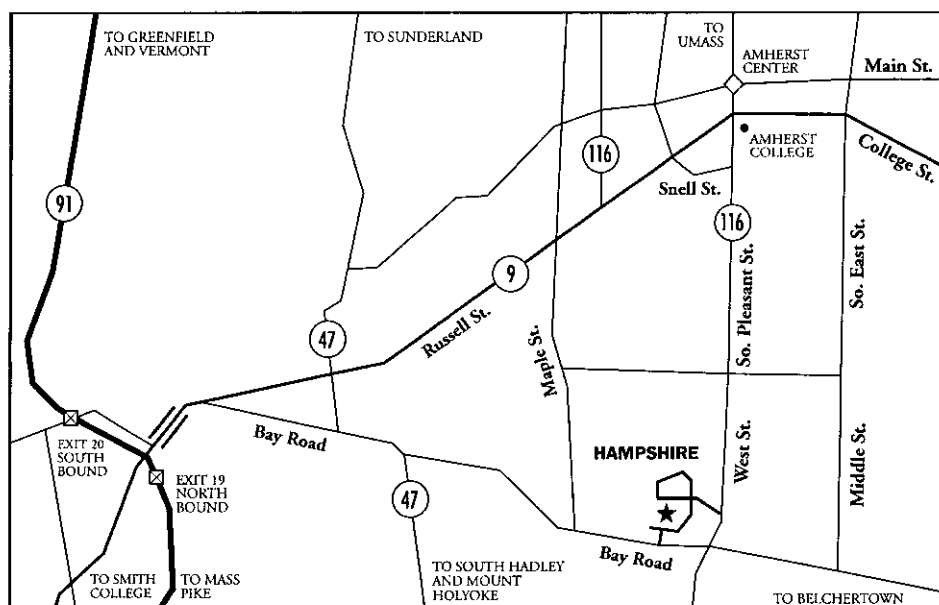 TO GREENFIELD
AND VERMONT
TO SUNDERLAND
TO
UMASS
AMHERST
CENTER
Main St.
AMHERST
COLLEGE
College St.
116
Snell St.
91
116
9
So. Pleasant St.
So. East St.
Russell St.
47
Maple St.
Bay Road
EXIT 20
SOUTH
BOUND
EXIT 19
NORTH
BOUND
HAMPSHIRE
West St.
Middle St.
47
Bay Road
TO SMITH
COLLEGE
TO MASS
PIKE
TO SOUTH HADLEY
AND MOUNT
HOLYOKE
TO BELCHERTOWN